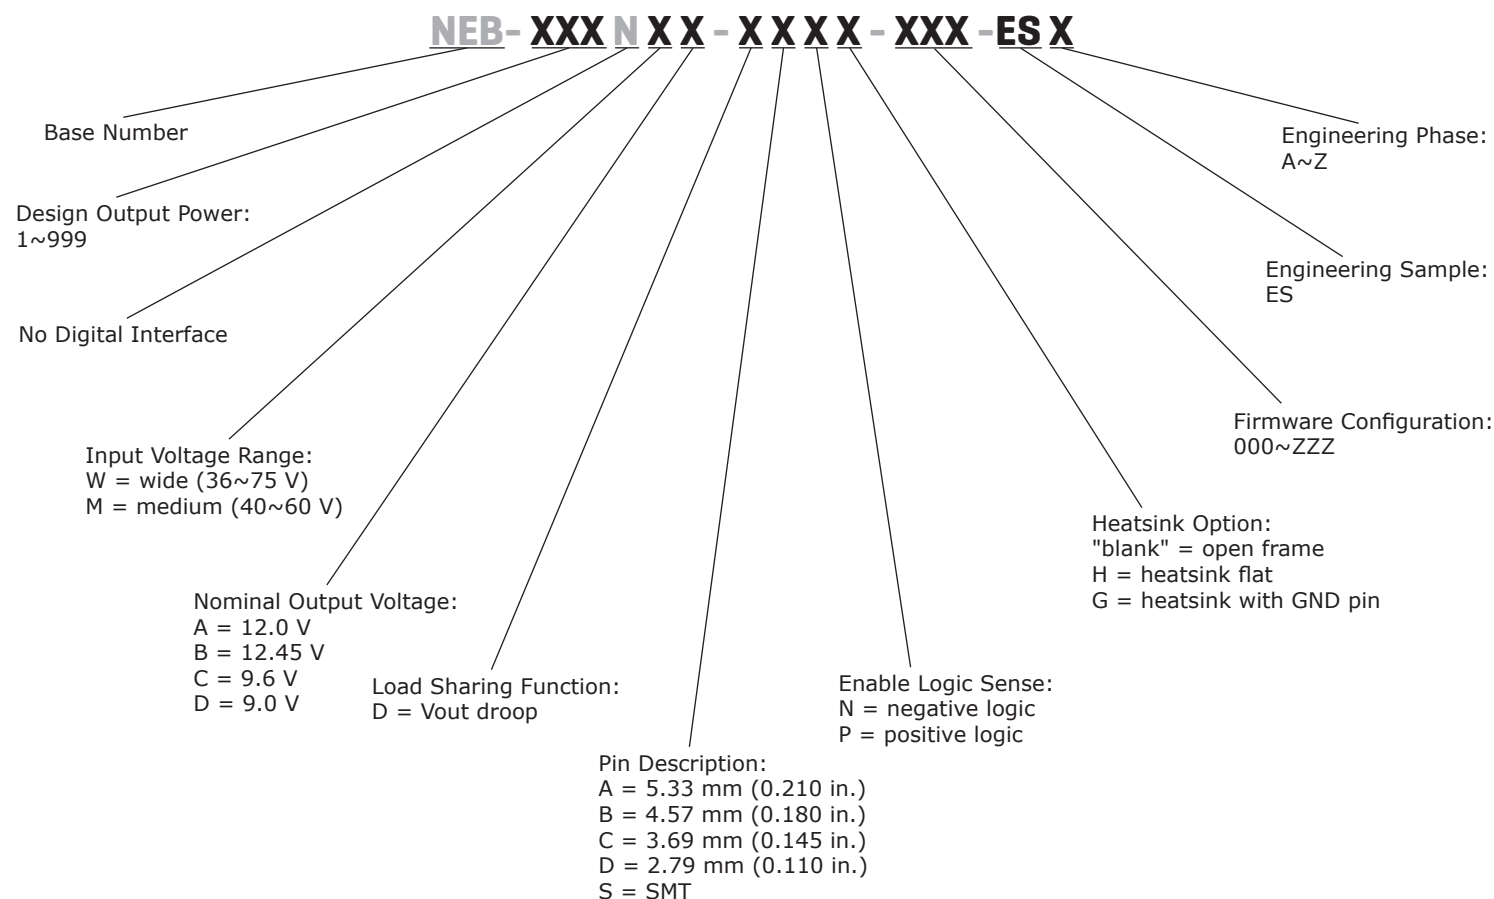 NEB- XXX N X X - X X X X - XXX -ES X
Base Number
Design Output Power:
1~999
No Digital Interface
Input Voltage Range:
W = wide (36~75 V)
M = medium (40~60 V)
Nominal Output Voltage:
A = 12.0 V
B = 12.45 V
C = 9.6 V
D = 9.0 V
Load Sharing Function:
D = Vout droop
Pin Description:
A = 5.33 mm (0.210 in.)
B = 4.57 mm (0.180 in.)
C = 3.69 mm (0.145 in.)
D = 2.79 mm (0.110 in.)
S = SMT
Enable Logic Sense:
N = negative logic
P = positive logic
Heatsink Option:
"blank" = open frame
H = heatsink flat
G = heatsink with GND pin
Firmware Configuration:
000~ZZZ
Engineering Sample:
ES
Engineering Phase:
A~Z